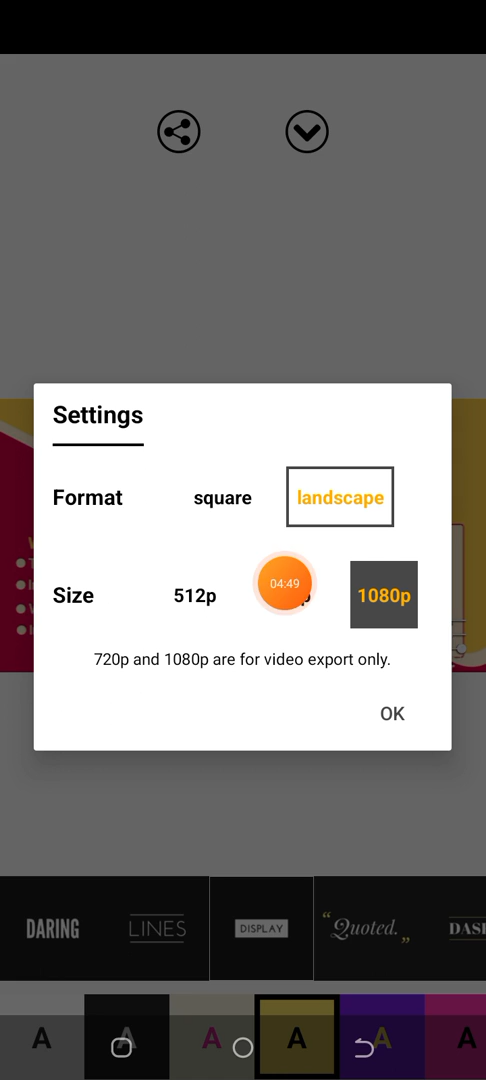 Settings
Format square landscape
Size 512p 1080p
04:49
720p and 1080p are for video export only.
OK
DARING LINES DISPLAY “Quoted.”
A A A A A A